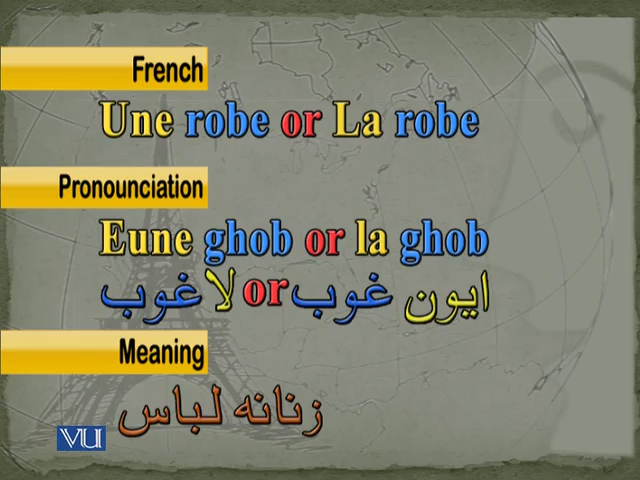 French
Une robe or La robe
Pronounciation
Eune ghob or la ghob
ایون غوب or لا غوب
Meaning
زنانہ لباس
VU